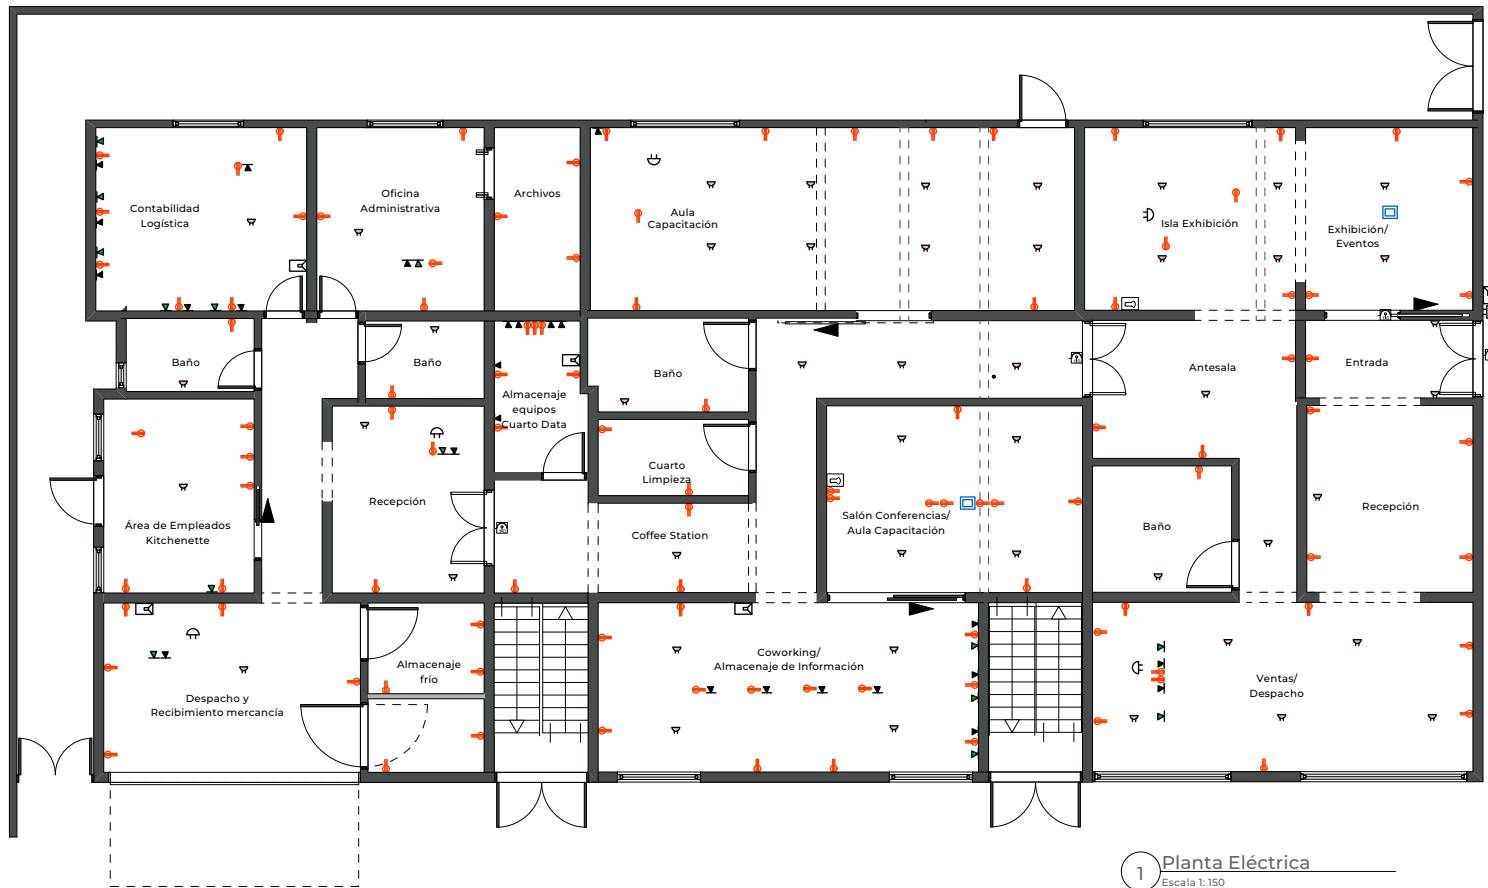 Contabilidad
Logística
Oficina
Administrativa
Archivos
Aula
Capacitación
Isla Exhibición
Exhibición/
Eventos
Baño
Baño
Almacenaje
equipos
Cuarto Data
Baño
Antesala
Entrada
Cuarto
Limpieza
Área de Empleados
Kitchenette
Recepción
Coffee Station
Salón Conferencias/
Aula Capacitación
Baño
Recepción
Despacho y
Recibimiento mercancía
Almacenaje
frío
Coworking/
Almacenaje de Información
Ventas/
Despacho
1
Planta Eléctrica
Escala 1: 150